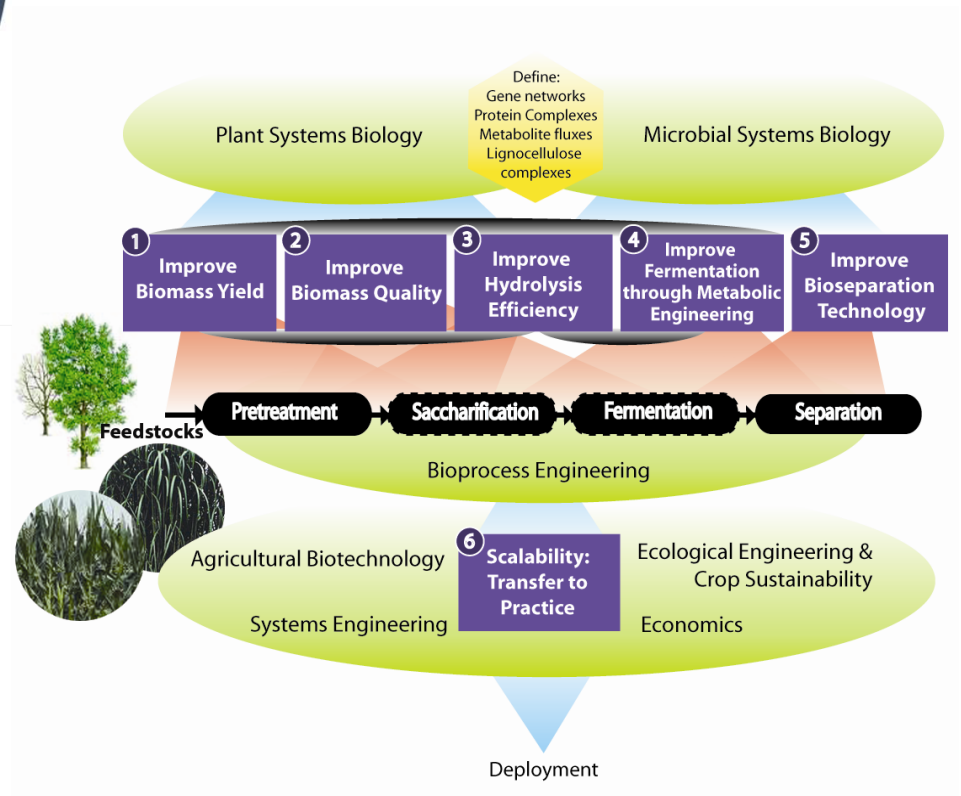 Define:
Gene networks
Protein Complexes
Metabolite fluxes
Lignocellulose
complexes
Plant Systems Biology
Microbial Systems Biology
1
Improve
Biomass Yield
2
Improve
Biomass Quality
3
Improve
Hydrolysis
Efficiency
4
Improve
Fermentation
through Metabolic
Engineering
5
Improve
Bioseparation
Technology
Feedstocks
Pretreatment
Saccharification
Fermentation
Separation
Bioprocess Engineering
Agricultural Biotechnology
Systems Engineering
6
Scalability:
Transfer to
Practice
Ecological Engineering &
Crop Sustainability
Economics
Deployment